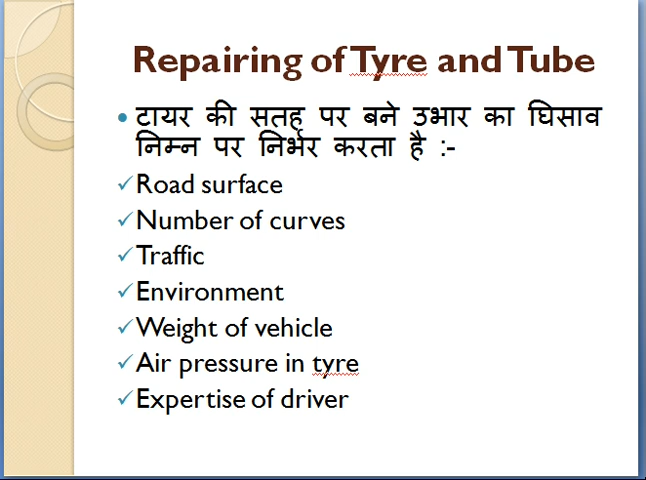 Repairing of Tyre and Tube
टायर की सतह पर बने उभार का घिसाव
निम्न पर निर्भर करता है :-
Road surface
Number of curves
Traffic
Environment
Weight of vehicle
Air pressure in tyre
Expertise of driver